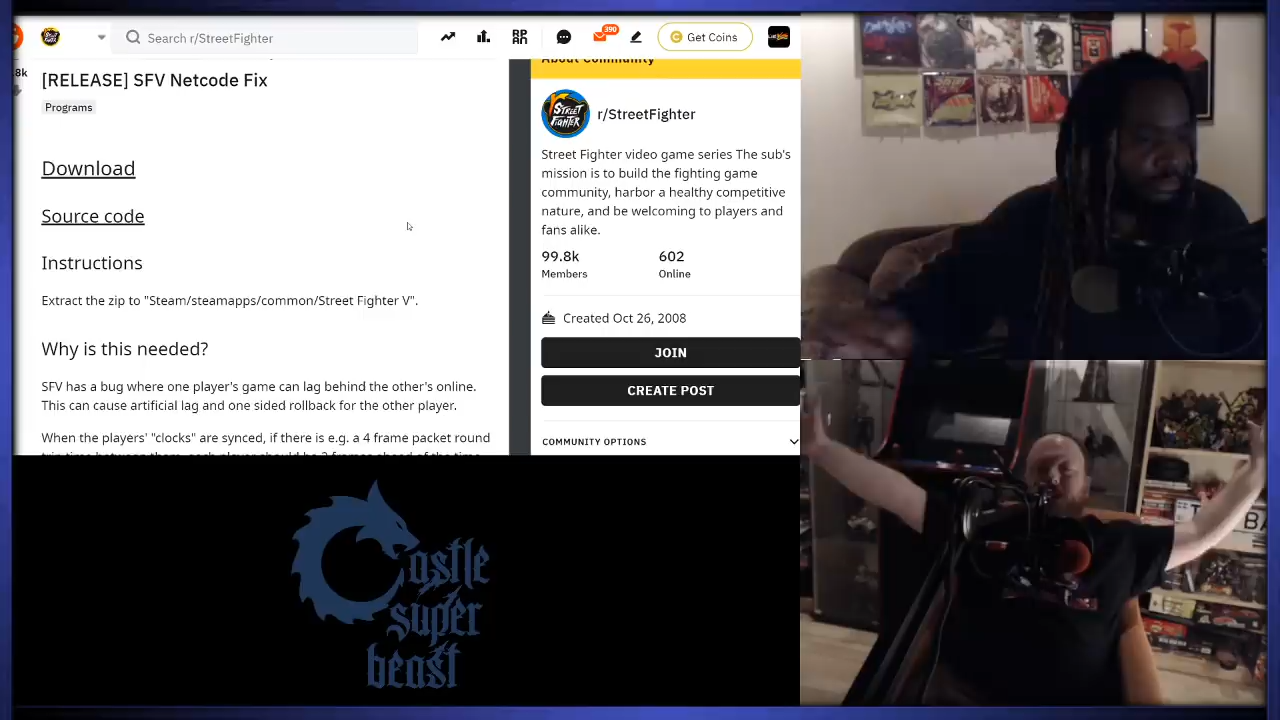 Search r/StreetFighter
390
Get Coins
8k
[RELEASE] SFV Netcode Fix
Programs
Download
Source code
Instructions
Extract the zip to "Steam/steamapps/common/Street Fighter V".
Why is this needed?
SFV has a bug where one player's game can lag behind the other's online.
This can cause artificial lag and one sided rollback for the other player.
When the players' "clocks" are synced, if there is e.g. a 4 frame packet round
About Community
STREET
FIGHTER
r/StreetFighter
Street Fighter video game series The sub's
mission is to build the fighting game
community, harbor a healthy competitive
nature, and be welcoming to players and
fans alike.
99.8k
602
Members
Online
Created Oct 26, 2008
JOIN
CREATE POST
COMMUNITY OPTIONS
Castle
super
beast